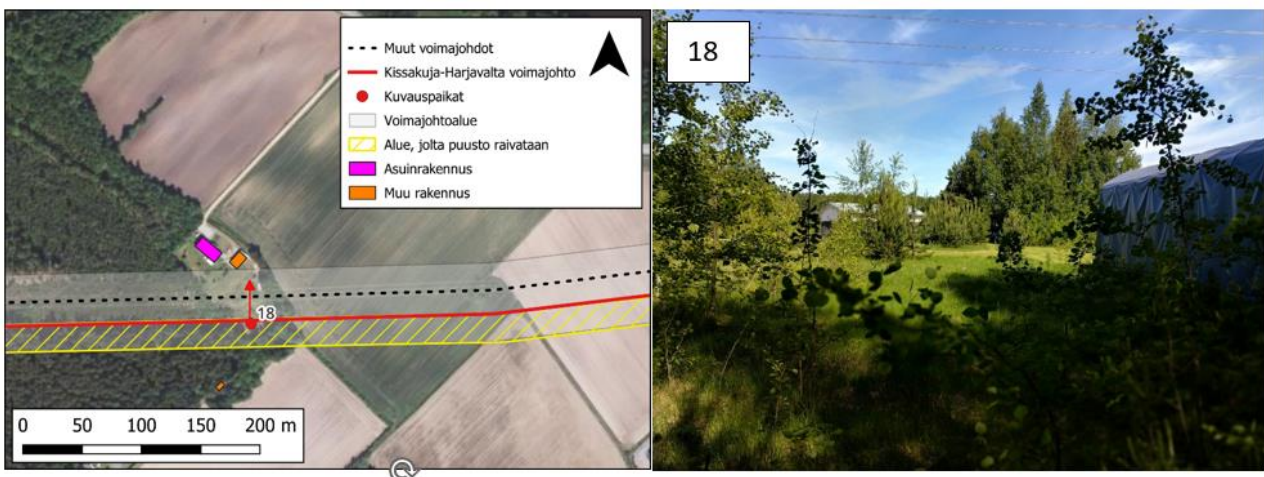 Muut voimajohdot
Kissakuja-Harjavalta voimajohto
Kuvauspaikat
Voimajohtoalue
Alue, jolta puusto raivataan
Asuinrakennus
Muu rakennus
18
0 50 100 150 200 m
18